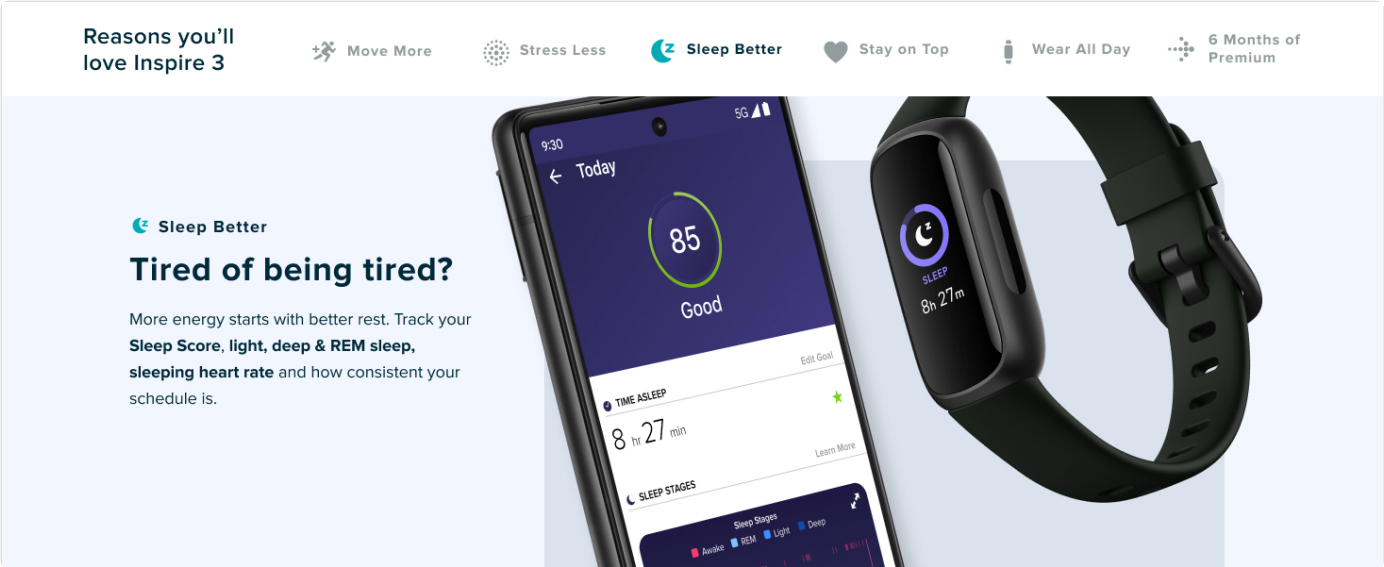 Reasons you'll
love Inspire 3
Move More
Stress Less
Sleep Better
Stay on Top
Wear All Day
6 Months of
Premium
Sleep Better
Tired of being tired?
More energy starts with better rest. Track your
Sleep Score, light, deep & REM sleep,
sleeping heart rate and how consistent your
schedule is.
9:30
5G
Today
85
Good
Edit Goal
TIME ASLEEP
8 hr 27 min
Learn More
SLEEP STAGES
Sleep Stages
Awake REM Light Deep
z
SLEEP
8h 27m